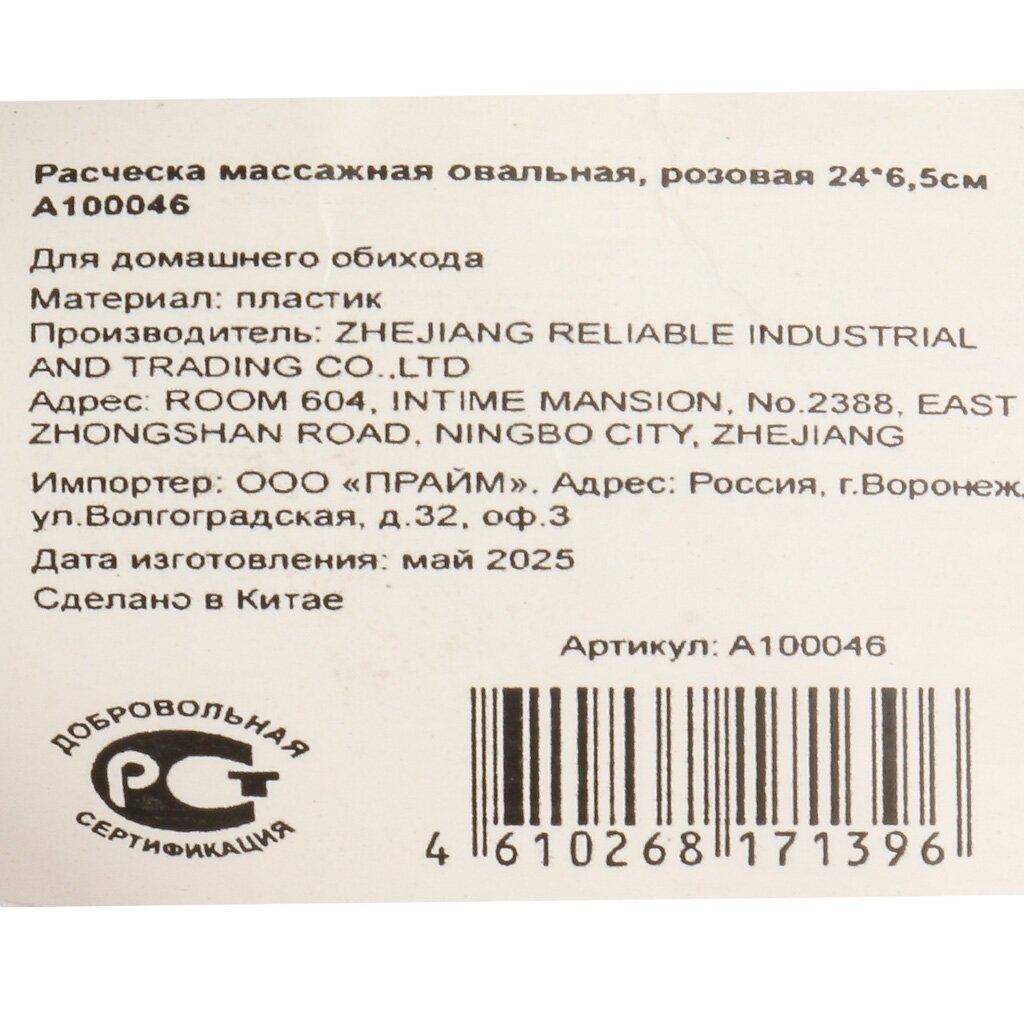 Расческа массажная овальная, розовая 24*6,5см
А100046
Для домашнего обихода
Материал: пластик
Производитель: ZHEJIANG RELIABLE INDUSTRIAL
AND TRADING CO.,LTD
Адрес: ROOM 604, INTIME MANSION, No.2388, EAST
ZHONGSHAN ROAD, NINGBO CITY, ZHEJIANG
Импортер: ООО «ПРАЙМ». Адрес: Россия, г.Воронеж,
ул.Волгоградская, д.32, оф.3
Дата изготовления: май 2025
Сделано в Китае
Артикул: А100046
ДОБРОВОЛЬНАЯ
РСТ
СЕРТИФИКАЦИЯ
4 610268 171396